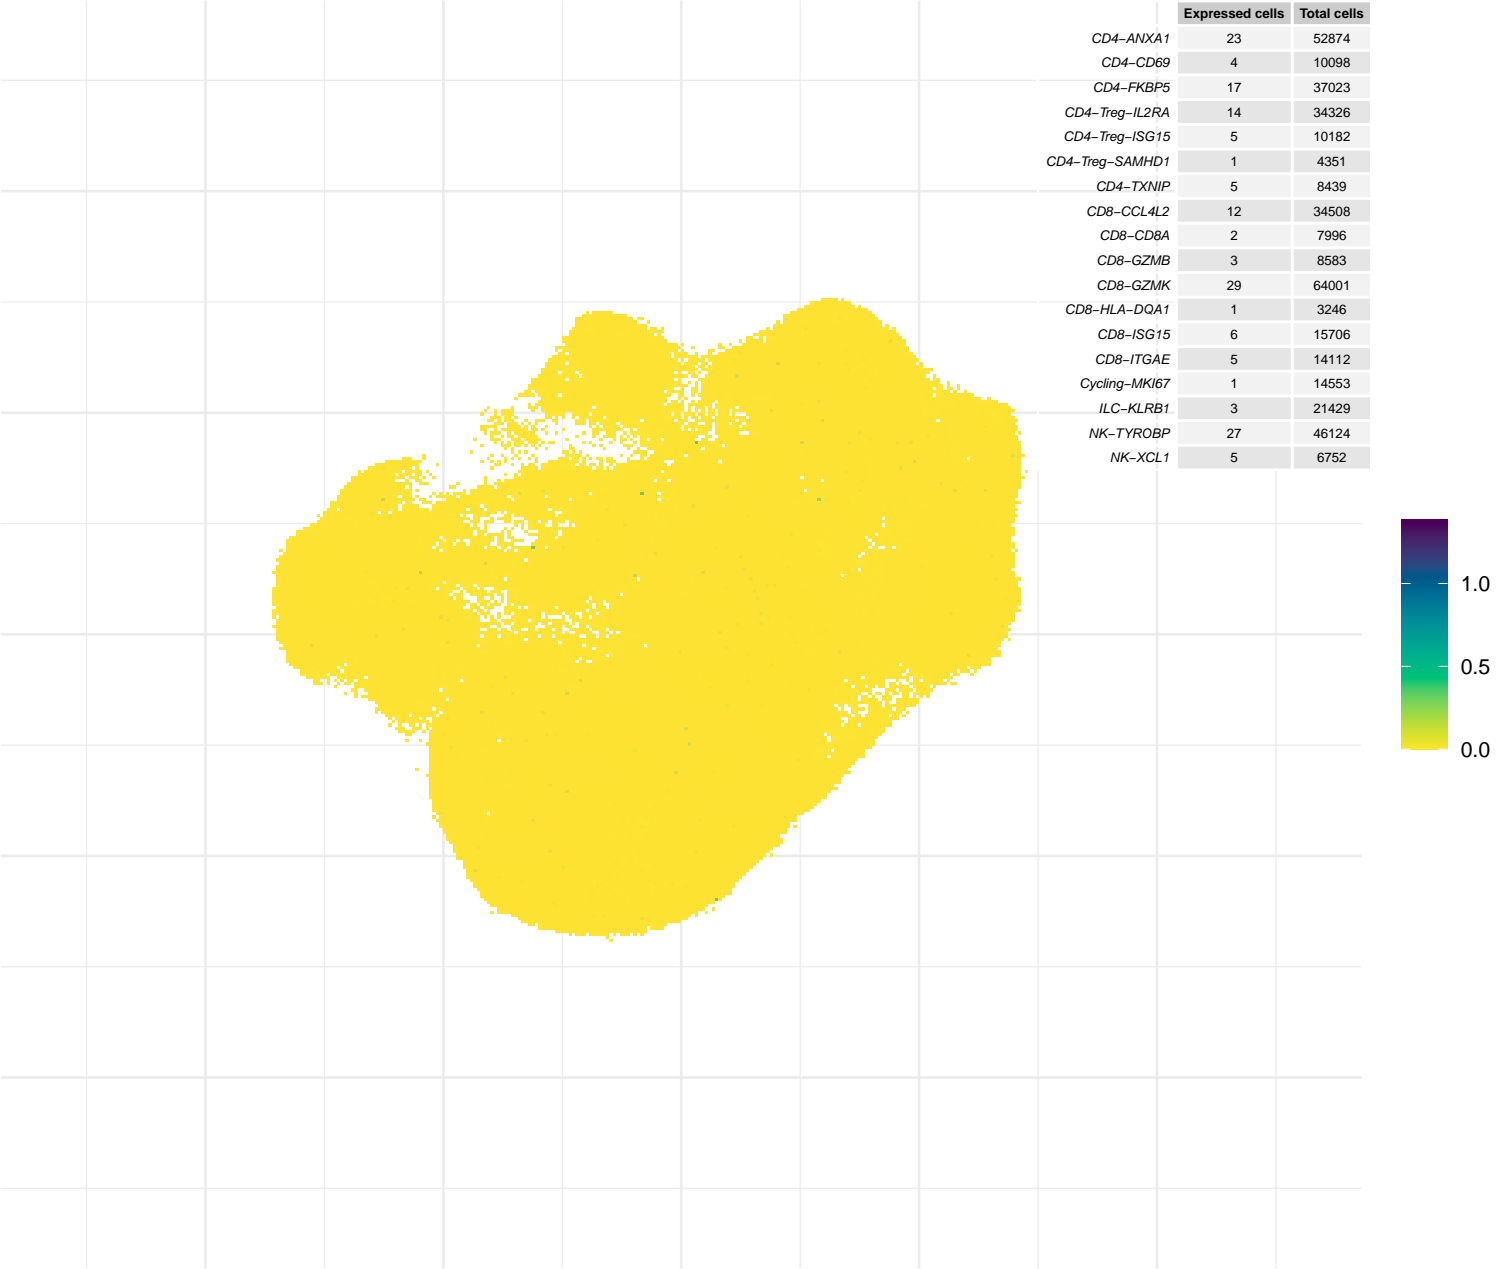 Expressed cells Total cells
CD4−ANXA1 23 52874
CD4−CD69 4 10098
CD4−FKBP5 17 37023
CD4−Treg−IL2RA 14 34326
CD4−Treg−ISG15 5 10182
CD4−Treg−SAMHD1 1 4351
CD4−TXNIP 5 8439
CD8−CCL4L2 12 34508
CD8−CD8A 2 7996
CD8−GZMB 3 8583
CD8−GZMK 29 64001
CD8−HLA−DQA1 1 3246
CD8−ISG15 6 15706
CD8−ITGAE 5 14112
Cycling−MKI67 1 14553
ILC−KLRB1 3 21429
NK−TYROBP 27 46124
NK−XCL1 5 6752
1.0
0.5
0.0